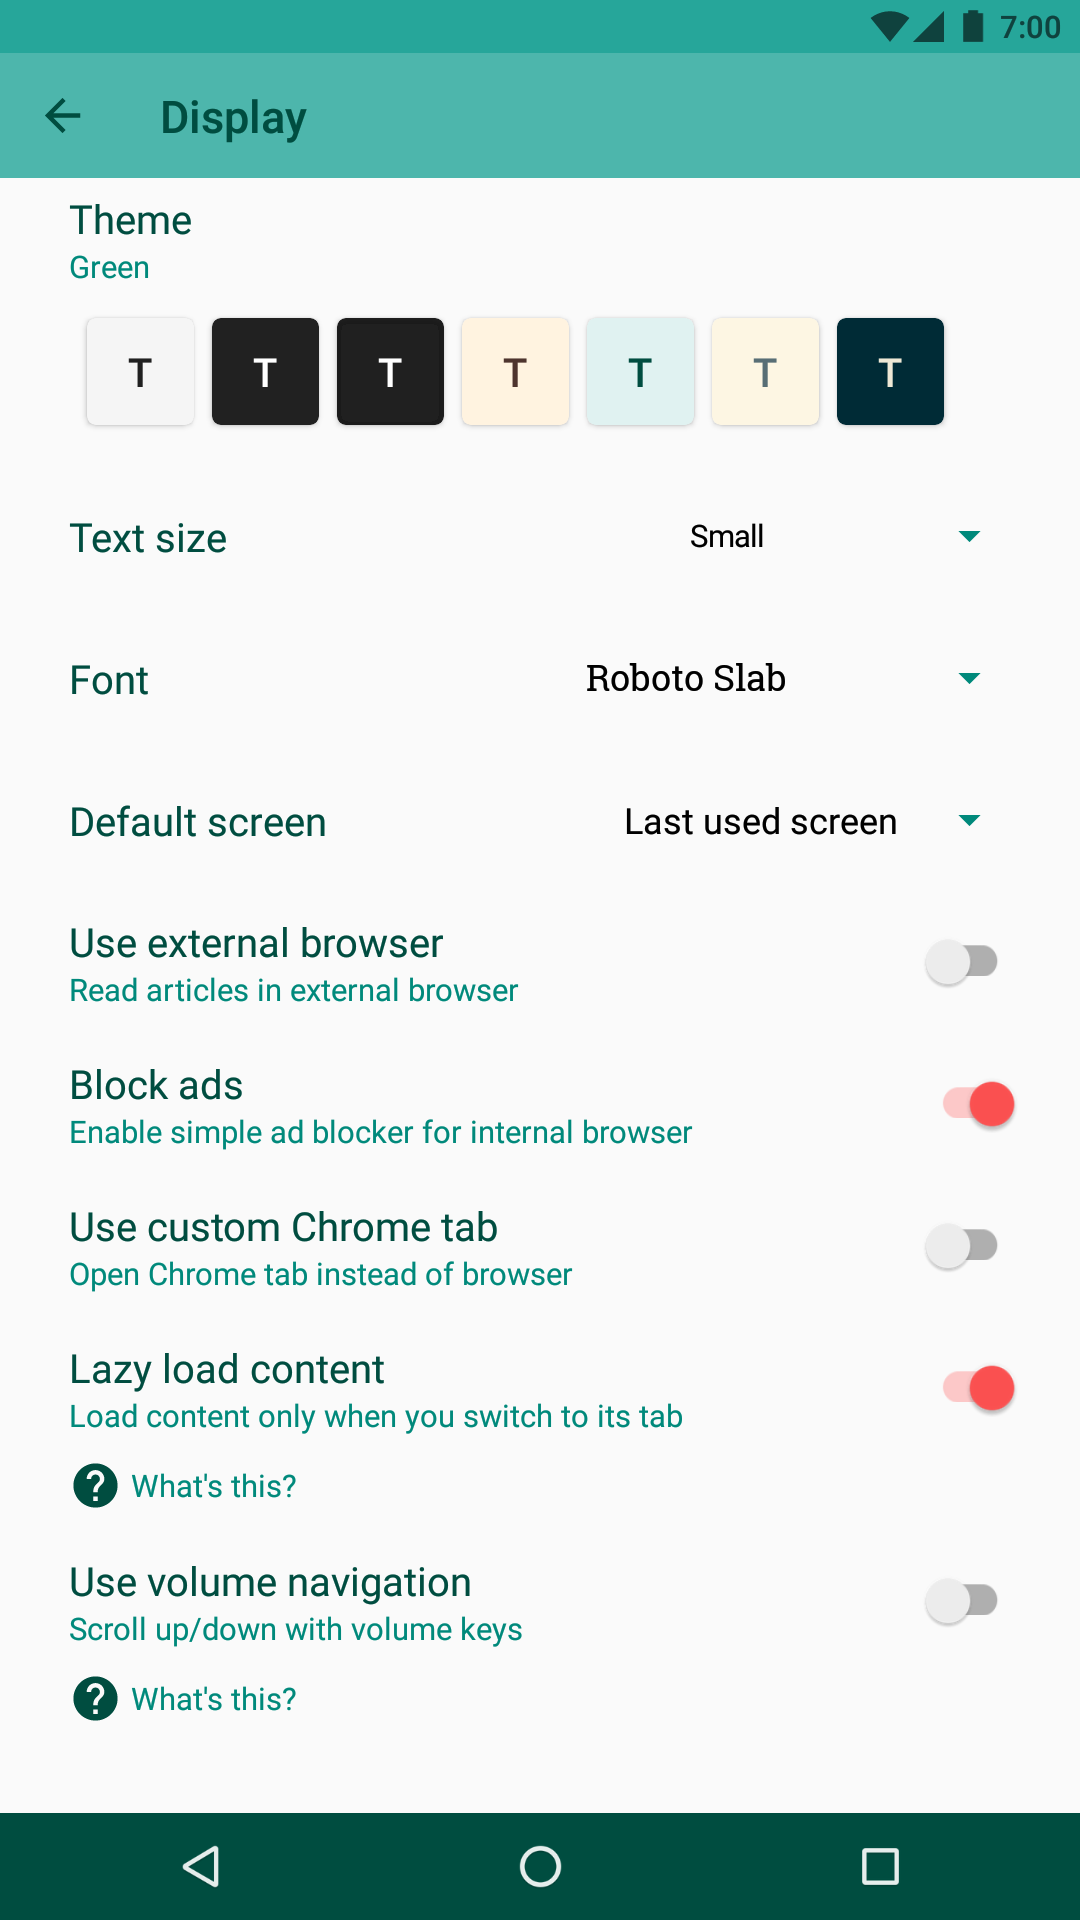 7:00
Display
Theme
Green
T T T T T T T
Text size Small
Font Roboto Slab
Default screen Last used screen
Use external browser
Read articles in external browser
Block ads
Enable simple ad blocker for internal browser
Use custom Chrome tab
Open Chrome tab instead of browser
Lazy load content
Load content only when you switch to its tab
? What's this?
Use volume navigation
Scroll up/down with volume keys
? What's this?